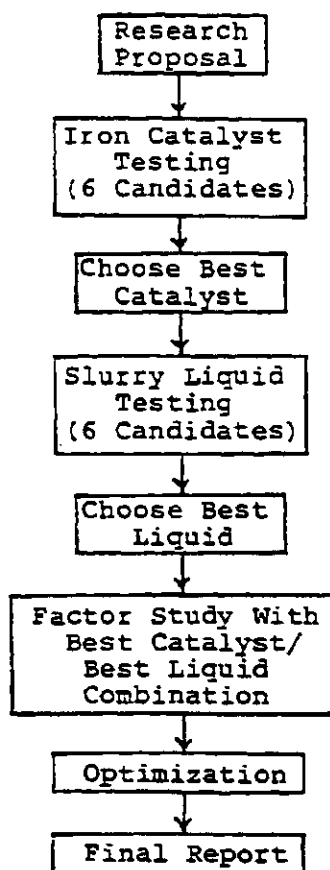 Research
Proposal
Iron Catalyst
Testing
(6 Candidates)
Choose Best
Catalyst
Slurry Liquid
Testing
(6 Candidates)
Choose Best
Liquid
Factor Study With
Best Catalyst/
Best Liquid
Combination
Optimization
Final Report